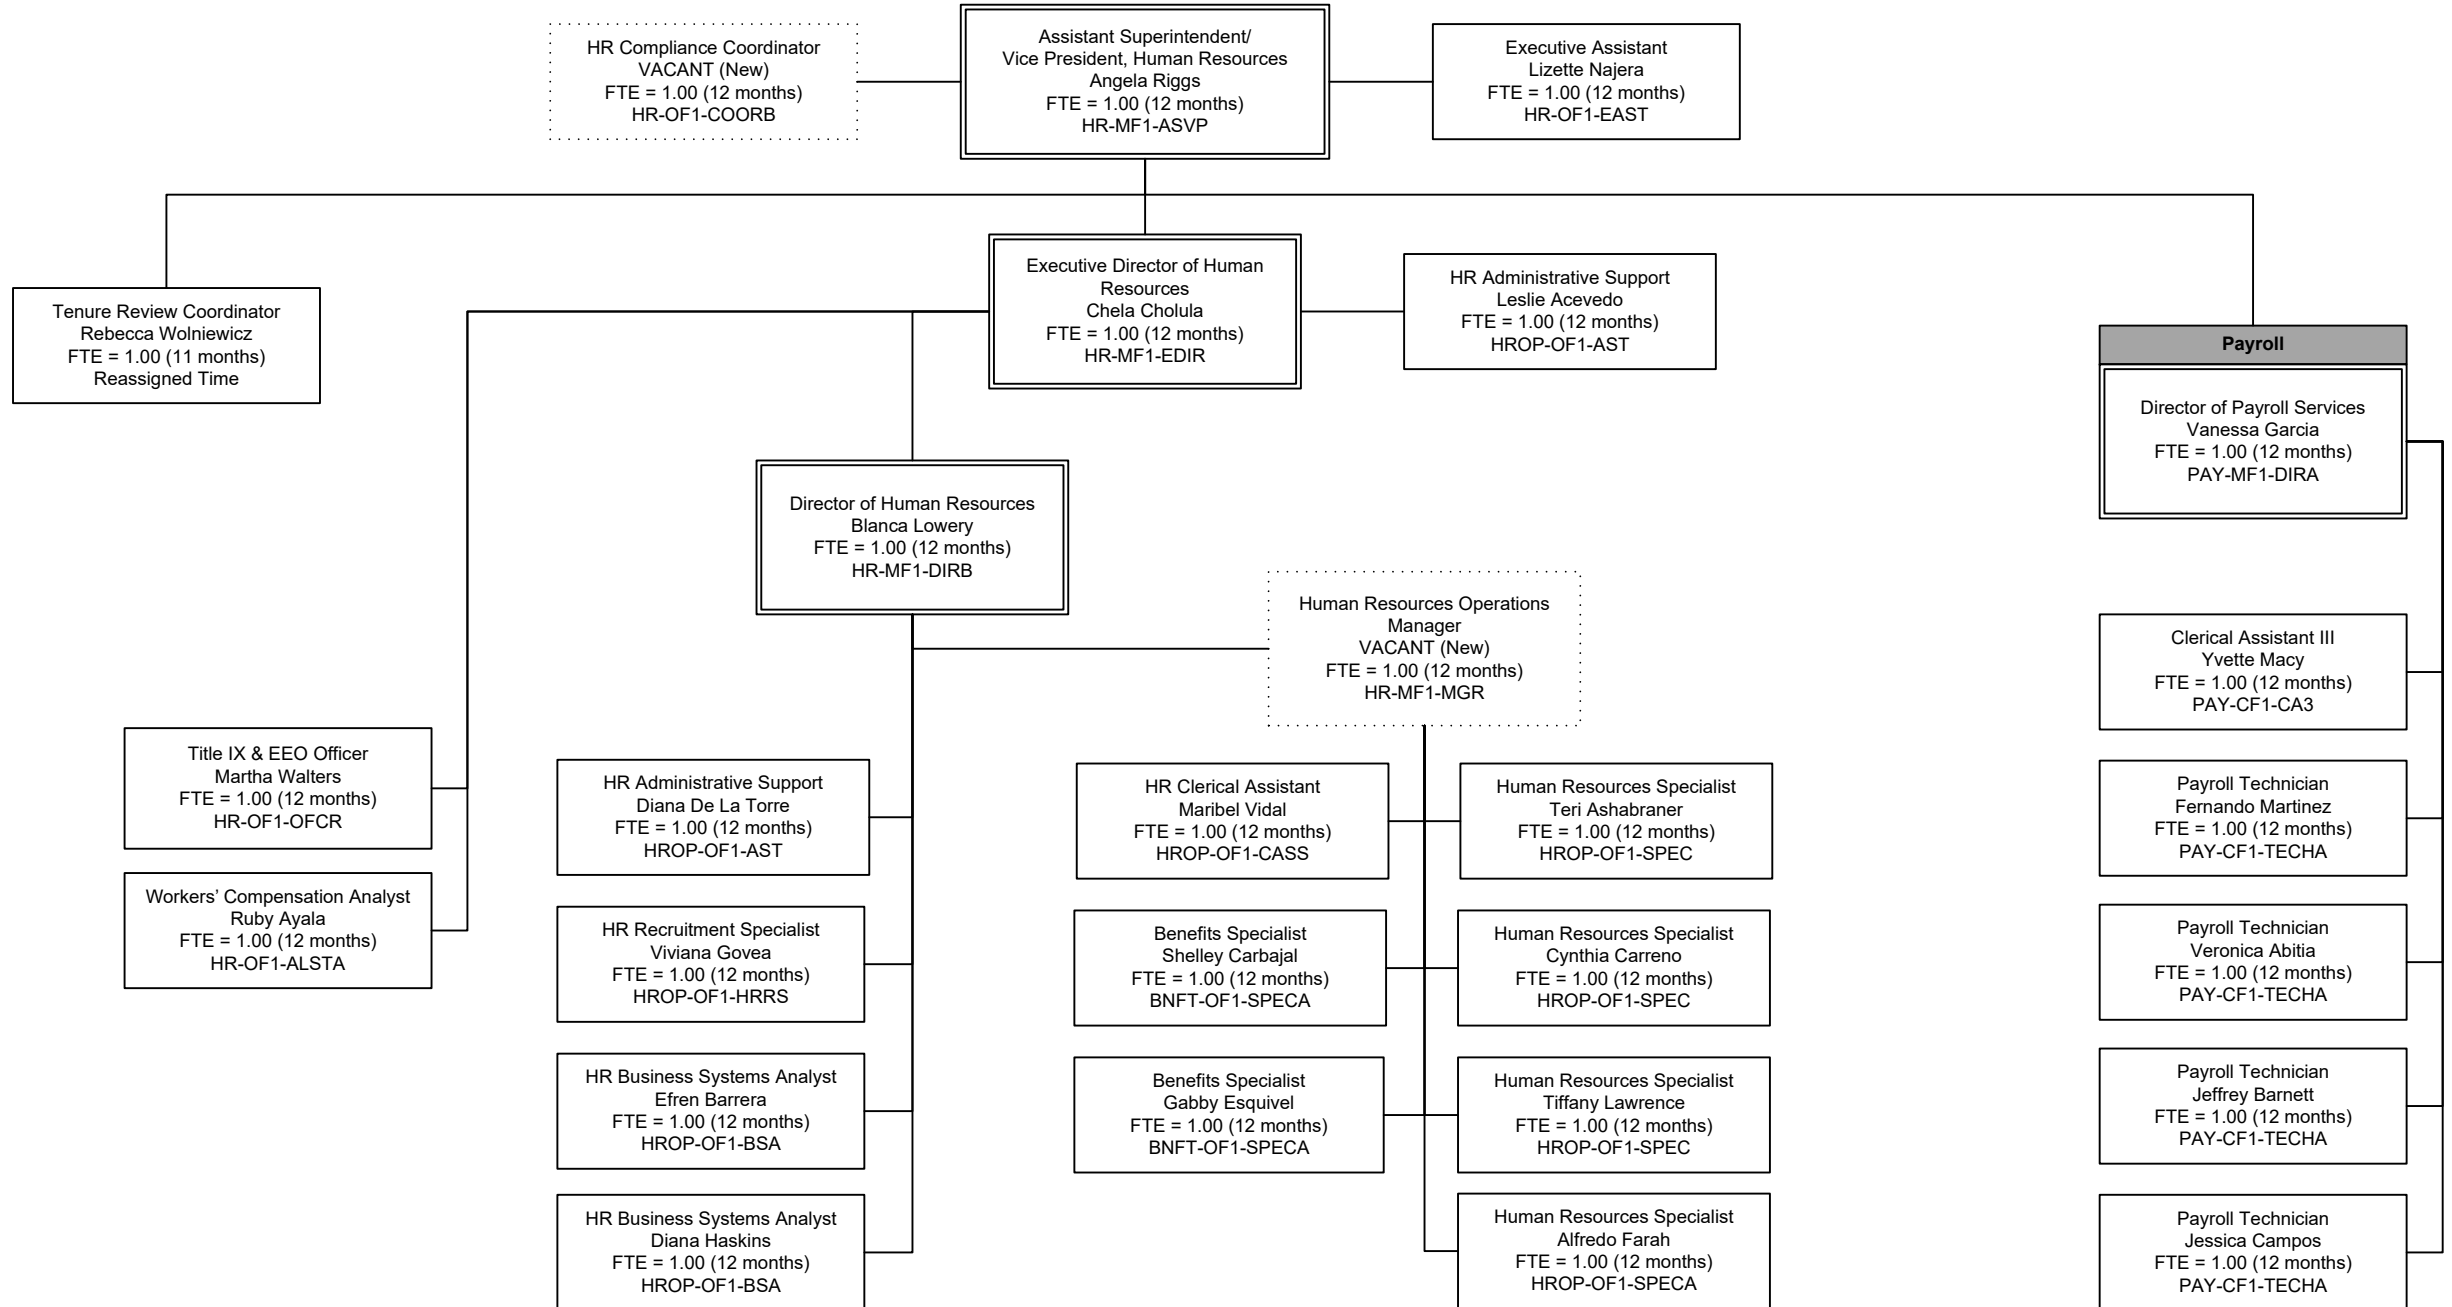 HR Compliance Coordinator
VACANT (New)
FTE = 1.00 (12 months)
HR-OF1-COORB
Assistant Superintendent/
Vice President, Human Resources
Angela Riggs
FTE = 1.00 (12 months)
HR-MF1-ASVP
Executive Assistant
Lizette Najera
FTE = 1.00 (12 months)
HR-OF1-EAST
Tenure Review Coordinator
Rebecca Wolniewicz
FTE = 1.00 (11 months)
Reassigned Time
Executive Director of Human
Resources
Chela Cholula
FTE = 1.00 (12 months)
HR-MF1-EDIR
HR Administrative Support
Leslie Acevedo
FTE = 1.00 (12 months)
HROP-OF1-AST
Payroll
Director of Payroll Services
Vanessa Garcia
FTE = 1.00 (12 months)
PAY-MF1-DIRA
Director of Human Resources
Blanca Lowery
FTE = 1.00 (12 months)
HR-MF1-DIRB
Human Resources Operations
Manager
VACANT (New)
FTE = 1.00 (12 months)
HR-MF1-MGR
Title IX & EEO Officer
Martha Walters
FTE = 1.00 (12 months)
HR-OF1-OFCR
Workers’ Compensation Analyst
Ruby Ayala
FTE = 1.00 (12 months)
HR-OF1-ALSTA
HR Administrative Support
Diana De La Torre
FTE = 1.00 (12 months)
HROP-OF1-AST
HR Recruitment Specialist
Viviana Govea
FTE = 1.00 (12 months)
HROP-OF1-HRRS
HR Business Systems Analyst
Efren Barrera
FTE = 1.00 (12 months)
HROP-OF1-BSA
HR Business Systems Analyst
Diana Haskins
FTE = 1.00 (12 months)
HROP-OF1-BSA
HR Clerical Assistant
Maribel Vidal
FTE = 1.00 (12 months)
HROP-OF1-CASS
Benefits Specialist
Shelley Carbajal
FTE = 1.00 (12 months)
BNFT-OF1-SPECA
Benefits Specialist
Gabby Esquivel
FTE = 1.00 (12 months)
BNFT-OF1-SPECA
Human Resources Specialist
Teri Ashabraner
FTE = 1.00 (12 months)
HROP-OF1-SPEC
Human Resources Specialist
Cynthia Carreno
FTE = 1.00 (12 months)
HROP-OF1-SPEC
Human Resources Specialist
Tiffany Lawrence
FTE = 1.00 (12 months)
HROP-OF1-SPEC
Human Resources Specialist
Alfredo Farah
FTE = 1.00 (12 months)
HROP-OF1-SPECA
Clerical Assistant III
Yvette Macy
FTE = 1.00 (12 months)
PAY-CF1-CA3
Payroll Technician
Fernando Martinez
FTE = 1.00 (12 months)
PAY-CF1-TECHA
Payroll Technician
Veronica Abitia
FTE = 1.00 (12 months)
PAY-CF1-TECHA
Payroll Technician
Jeffrey Barnett
FTE = 1.00 (12 months)
PAY-CF1-TECHA
Payroll Technician
Jessica Campos
FTE = 1.00 (12 months)
PAY-CF1-TECHA